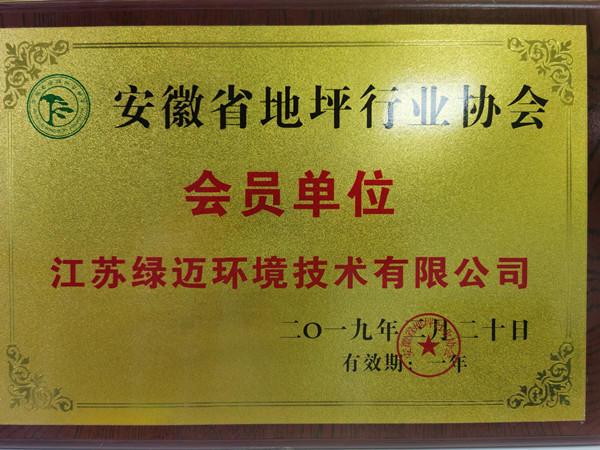 安徽省地坪行业协会
会员单位
江苏绿迈环境技术有限公司
二〇一九年二月二十日
有效期：一年